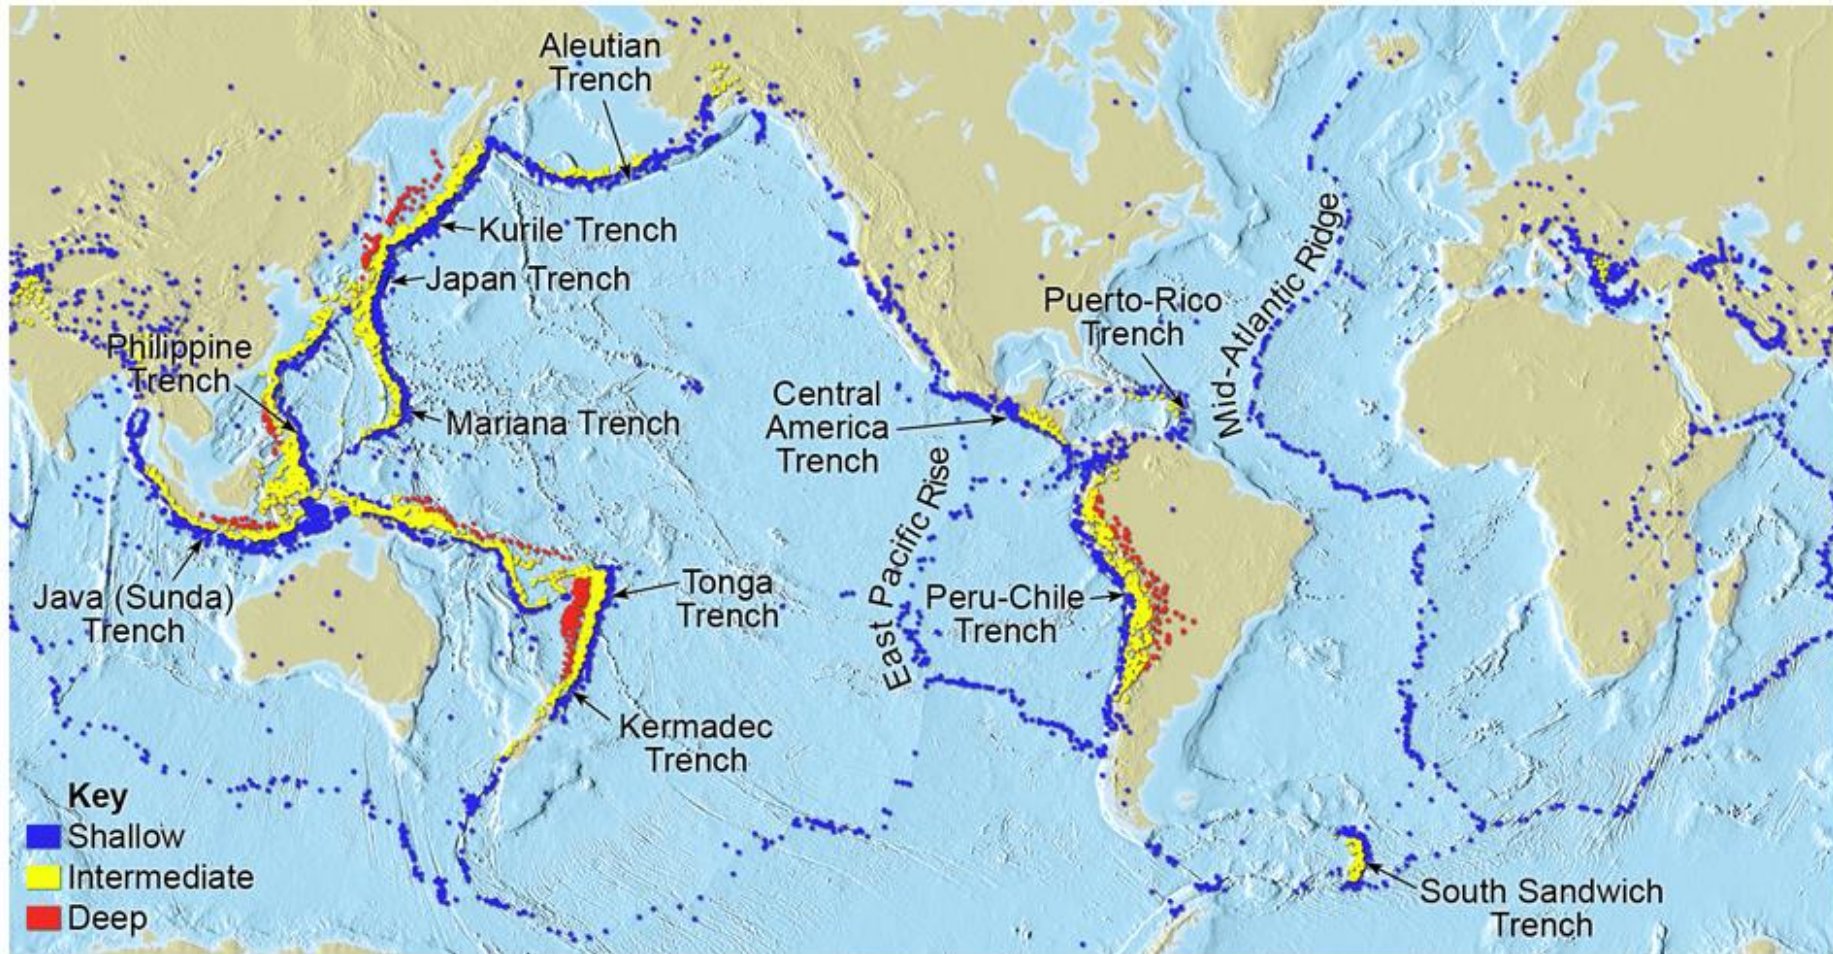 Aleutian
Trench
Kurile Trench
Japan Trench
Puerto-Rico
Trench
Mid-Atlantic Ridge
Philippine
Trench
Central
America
Trench
Mariana Trench
East Pacific Rise
Java (Sunda)
Trench
Tonga
Trench
Peru-Chile
Trench
Kermadec
Trench
Key
Shallow
Intermediate
Deep
South Sandwich
Trench